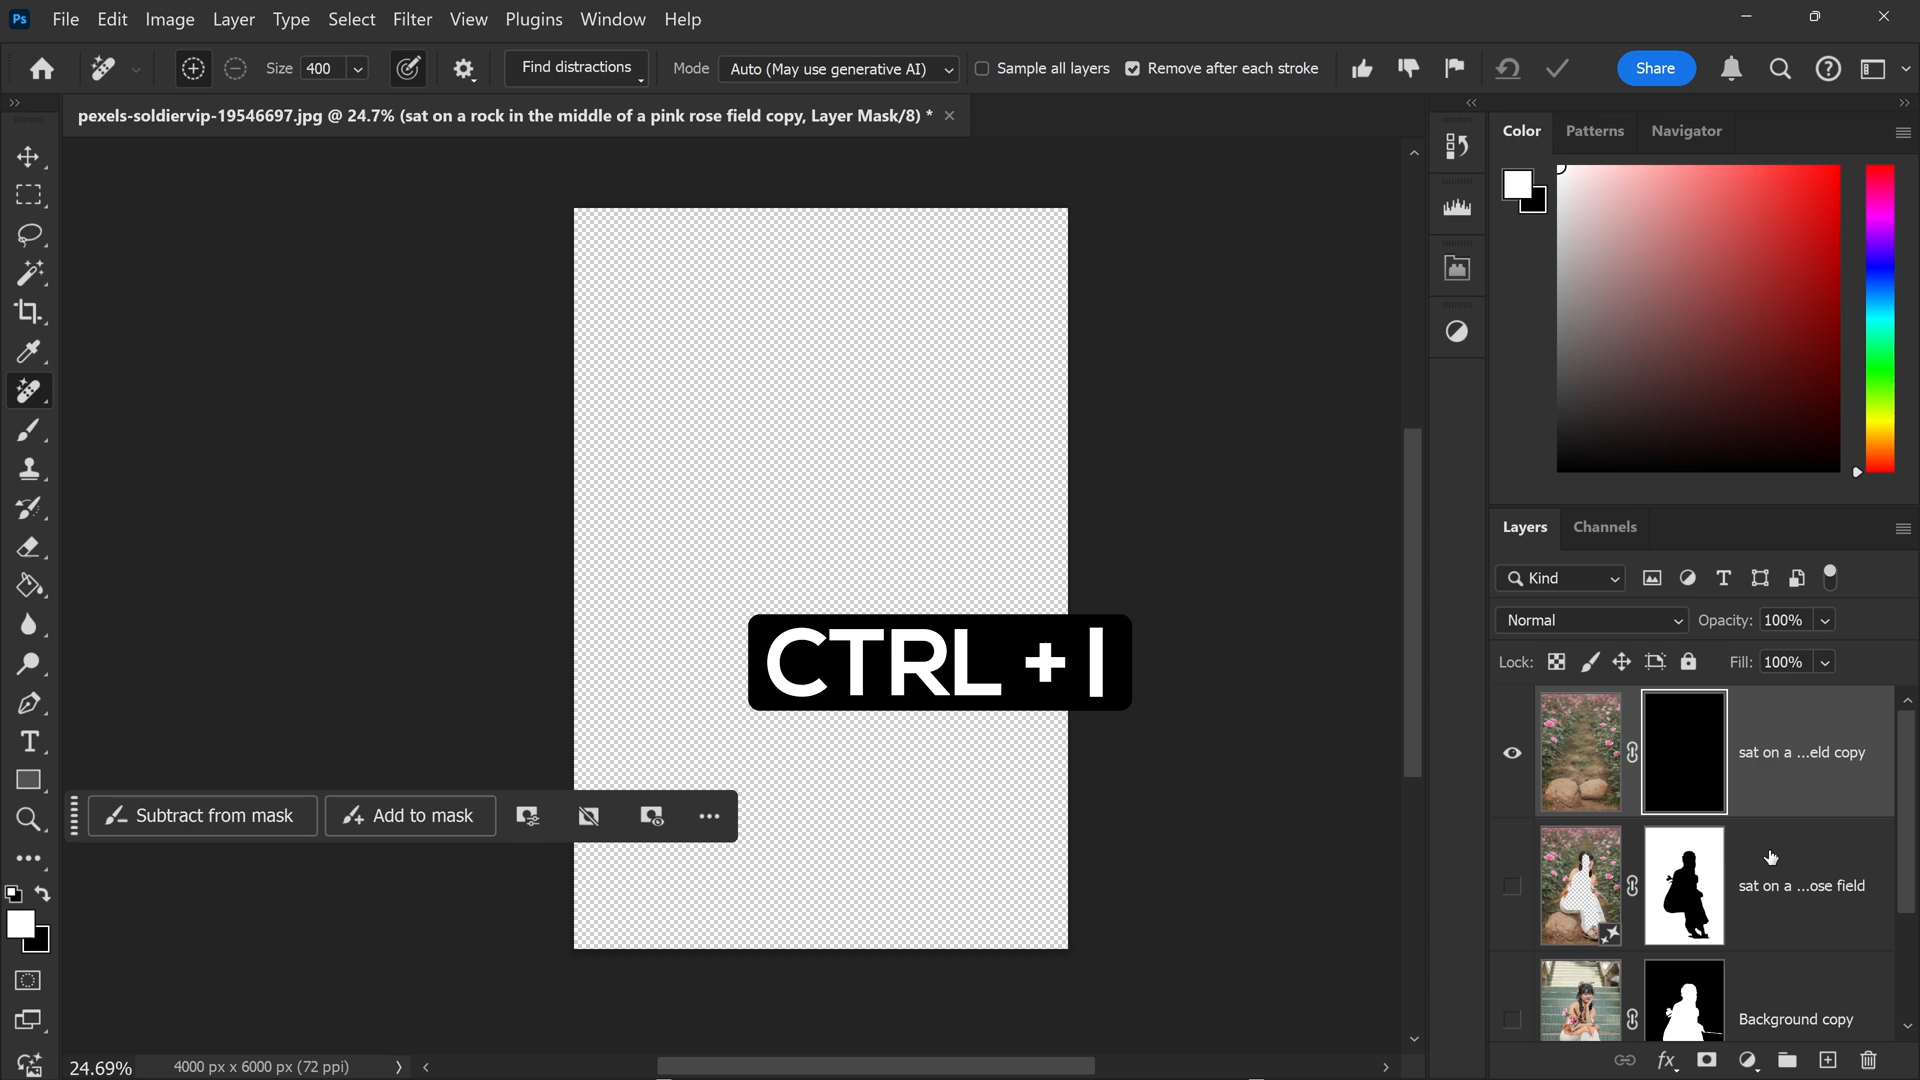 Ps File Edit Image Layer Type Select Filter View Plugins Window Help
Size 400 Find distractions Mode Auto (May use generative AI) Sample all layers Remove after each stroke Share
pexels-soldiervip-19546697.jpg @ 24.7% (sat on a rock in the middle of a pink rose field copy, Layer Mask/8) *
Color Patterns Navigator
Layers Channels
Kind
Normal Opacity: 100%
Lock: Fill: 100%
CTRL + I
sat on a ...eld copy
Subtract from mask Add to mask
sat on a ...ose field
Background copy
24.69% 4000 px x 6000 px (72 ppi)